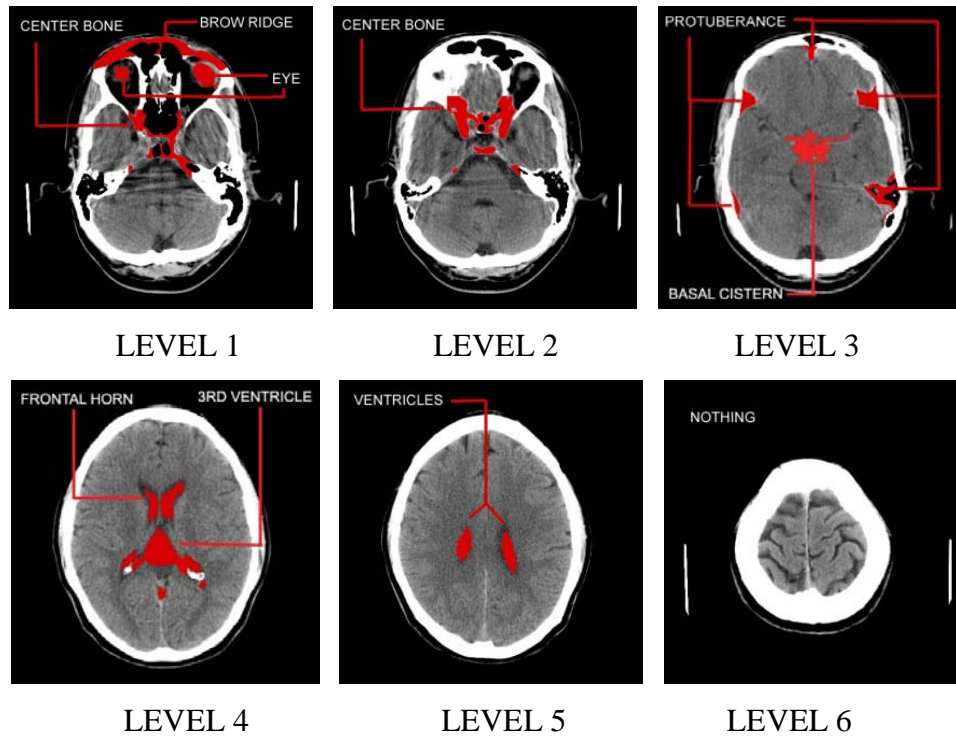 BROW RIDGE
CENTER BONE
EYE
LEVEL 1
CENTER BONE
LEVEL 2
PROTUBERANCE
BASAL CISTERN
LEVEL 3
FRONTAL HORN
3RD VENTRICLE
LEVEL 4
VENTRICLES
LEVEL 5
NOTHING
LEVEL 6